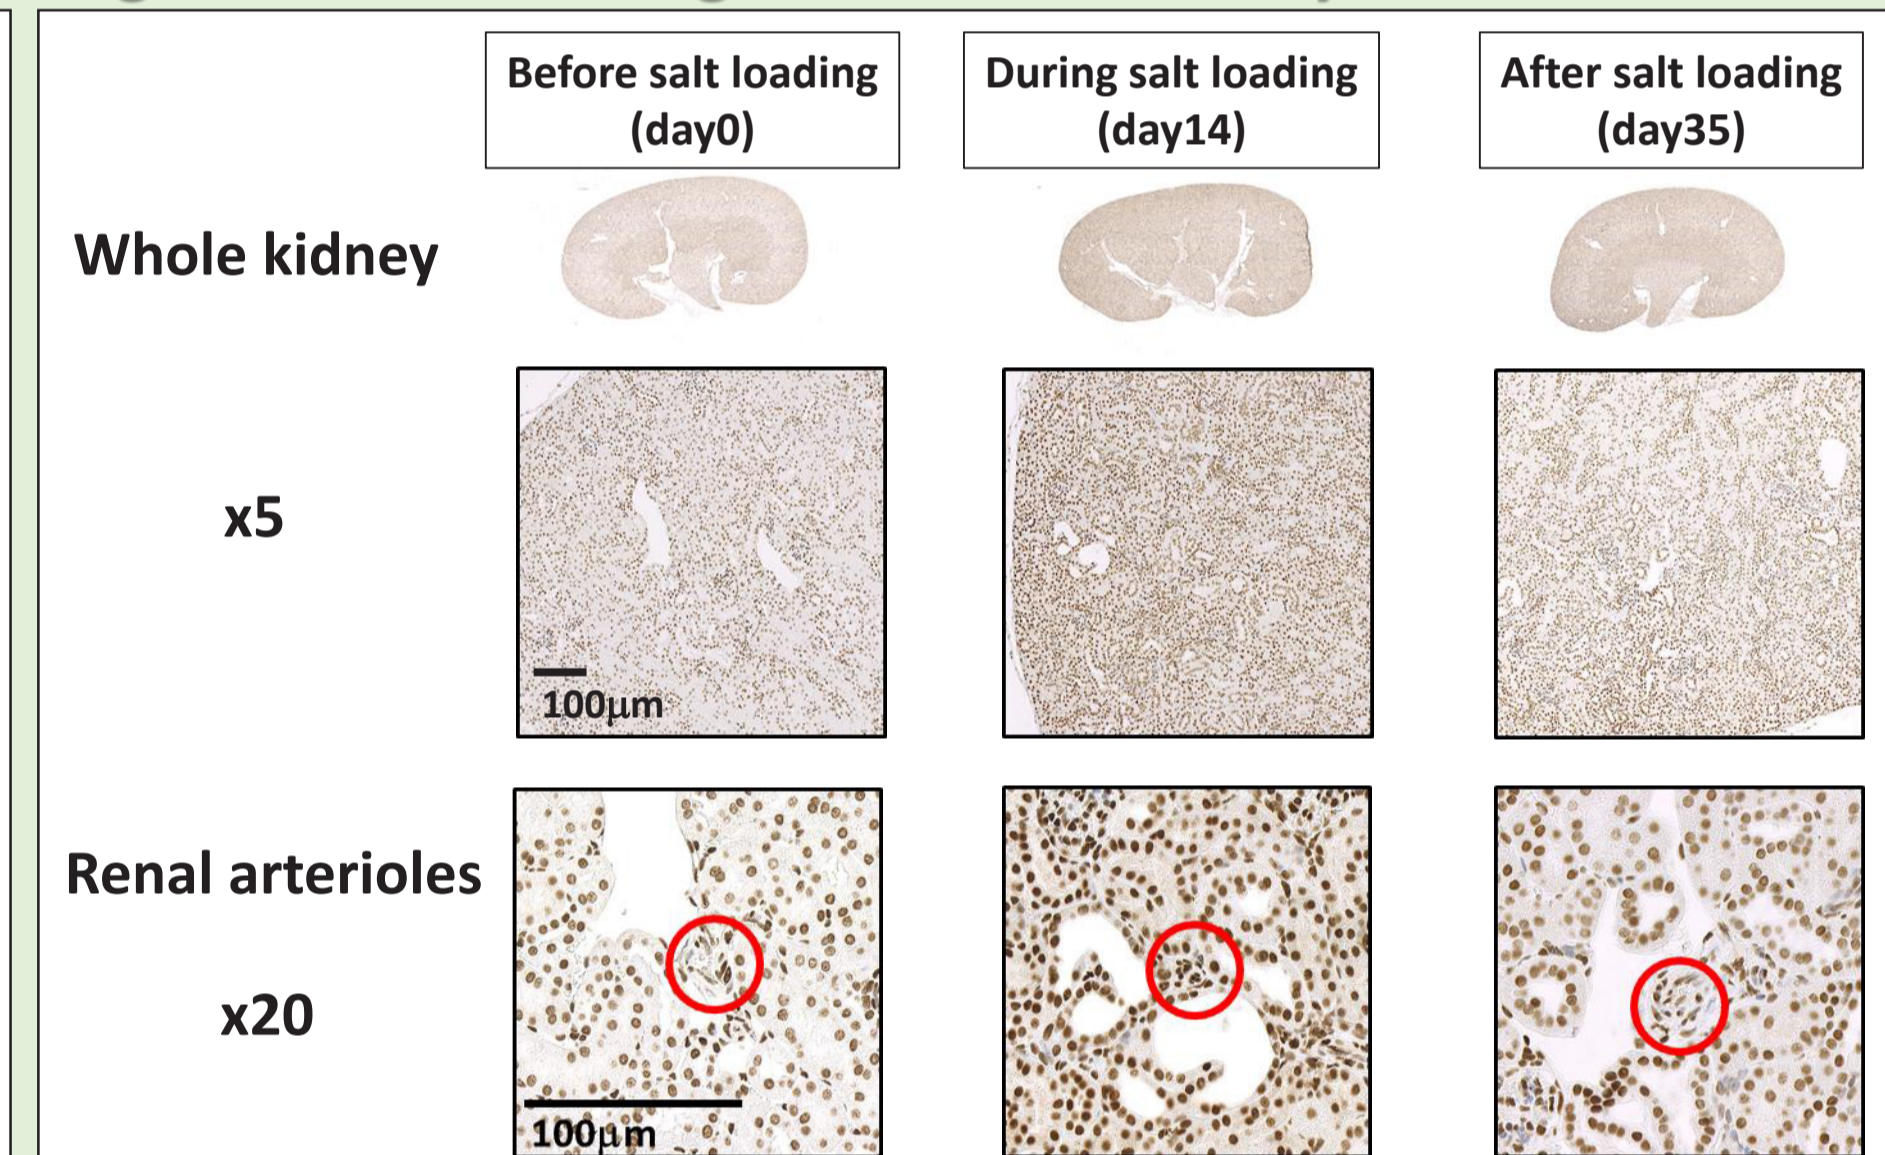 Before salt loading
(day0)
During salt loading
(day14)
After salt loading
(day35)
Whole kidney
x5
100μm
Renal arterioles
x20
100μm